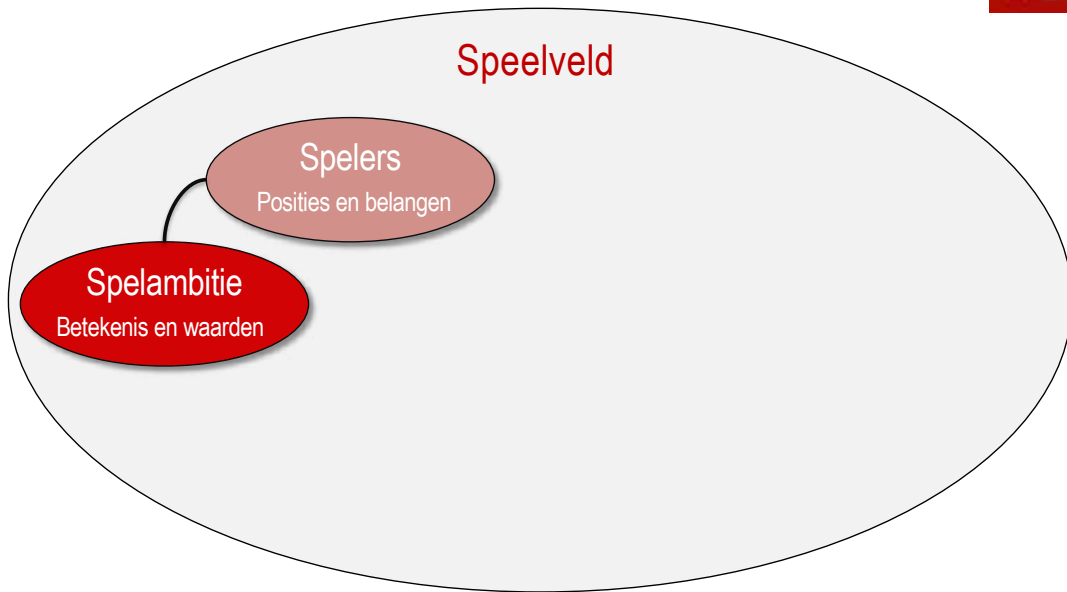 Speelveld
Spelers
Posities en belangen
Spelambitie
Betekenis en waarden